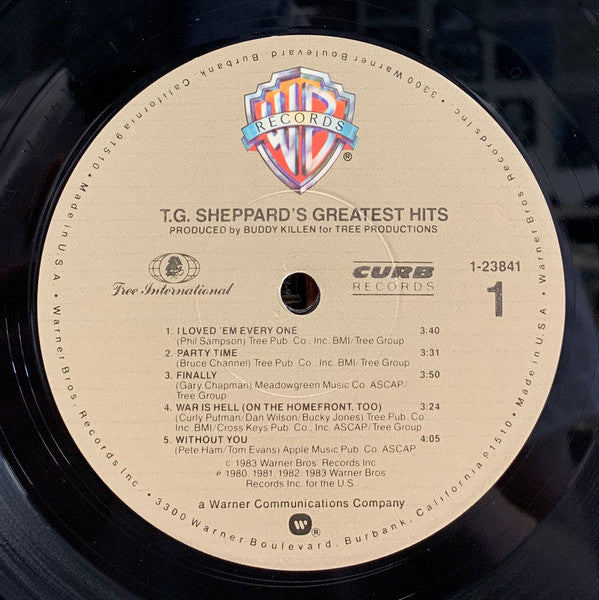 3300 Warner Boulevard, Burbank, California 91510 • Made in U.S.A. • Warner Bros. Records Inc. • 3300 Warner Boulevard, Burbank, California 91510 • Made in U.S.A. • Warner Bros. Records Inc. •
WB
RECORDS
®
T.G. SHEPPARD'S GREATEST HITS
PRODUCED by BUDDY KILLEN for TREE PRODUCTIONS
Tree International
CURB
RECORDS
1-23841
1
1. I LOVED 'EM EVERY ONE 3:40
(Phil Sampson) Tree Pub. Co., Inc. BMI/Tree Group
2. PARTY TIME 3:31
(Bruce Channel) Tree Pub. Co., Inc. BMI/Tree Group
3. FINALLY 3:50
(Gary Chapman) Meadowgreen Music Co. ASCAP/
Tree Group
4. WAR IS HELL (ON THE HOMEFRONT, TOO) 3:24
(Curly Putman/Dan Wilson/Bucky Jones) Tree Pub. Co.,
Inc. BMI/Cross Keys Pub. Co., Inc. ASCAP/Tree Group
5. WITHOUT YOU 4:05
(Pete Ham/Tom Evans) Apple Music Pub. Co. ASCAP
© 1983 Warner Bros. Records Inc
℗ 1980, 1981, 1982, 1983 Warner Bros.
Records Inc. for the U.S.
a Warner Communications Company
W ®